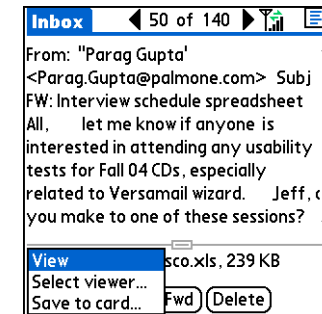 Inbox 50 of 140
From: "Parag Gupta"
<Parag.Gupta@palmone.com> Subj
FW: Interview schedule spreadsheet
All, let me know if anyone is
interested in attending any usability
tests for Fall 04 CDs, especially
related to Versamail wizard. Jeff, c
you make to one of these sessions?
View
sco.xls, 239 KB
Select viewer...
Save to card...
Fwd Delete